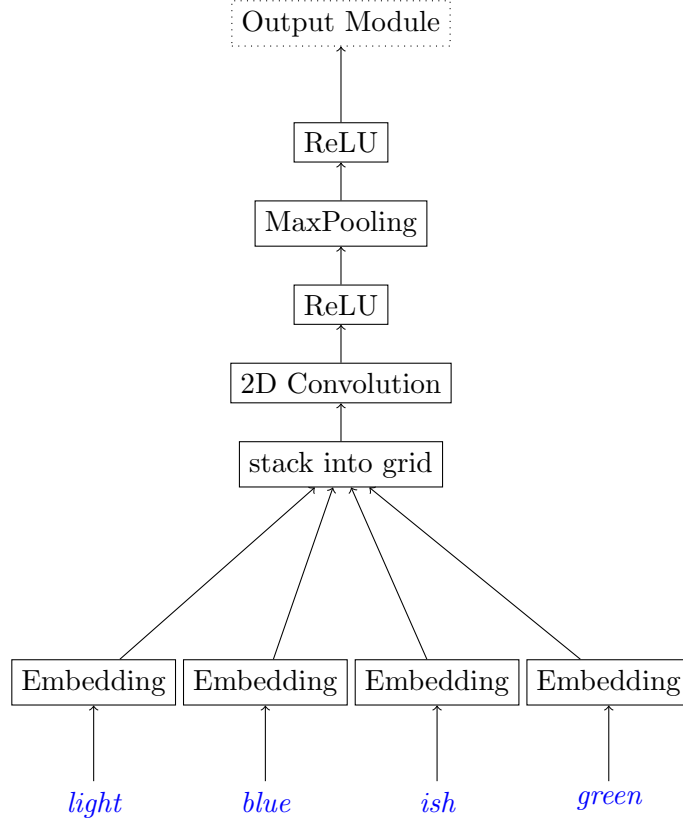 Output Module
ReLU
MaxPooling
ReLU
2D Convolution
stack into grid
Embedding Embedding Embedding Embedding
light blue ish green